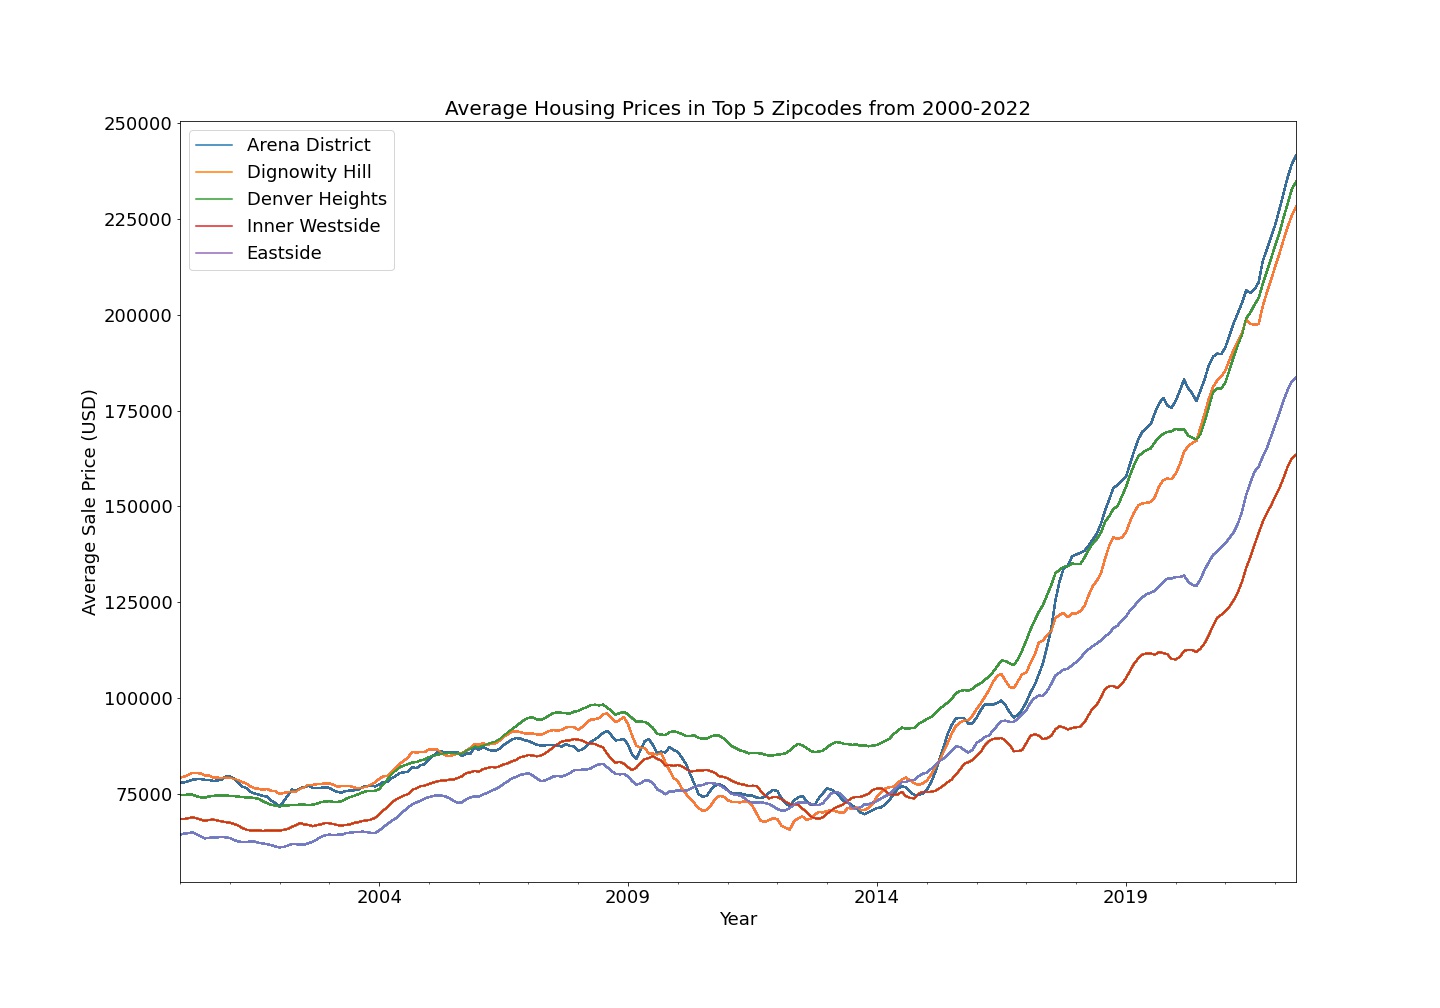 Average Housing Prices in Top 5 Zipcodes from 2000-2022
Arena District
Dignowity Hill
Denver Heights
Inner Westside
Eastside
Average Sale Price (USD)
250000
225000
200000
175000
150000
125000
100000
75000
2004 2009 2014 2019
Year